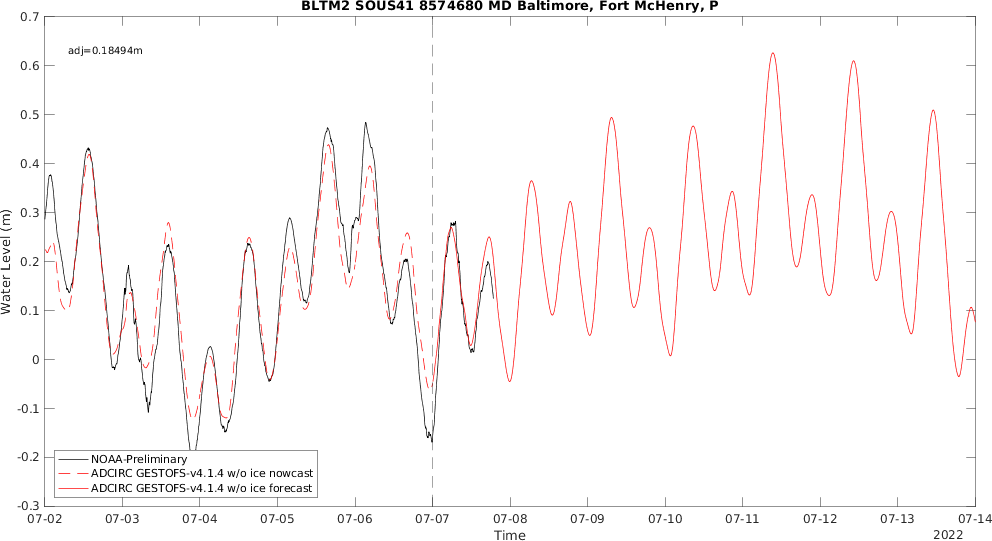 BLTM2 SOUS41 8574680 MD Baltimore, Fort McHenry, P
adj=0.18494m
Water Level (m)
0.7
0.6
0.5
0.4
0.3
0.2
0.1
0
-0.1
-0.2
-0.3
NOAA-Preliminary
ADCIRC GESTOFS-v4.1.4 w/o ice nowcast
ADCIRC GESTOFS-v4.1.4 w/o ice forecast
07-02 07-03 07-04 07-05 07-06 07-07 07-08 07-09 07-10 07-11 07-12 07-13 07-14
Time
2022